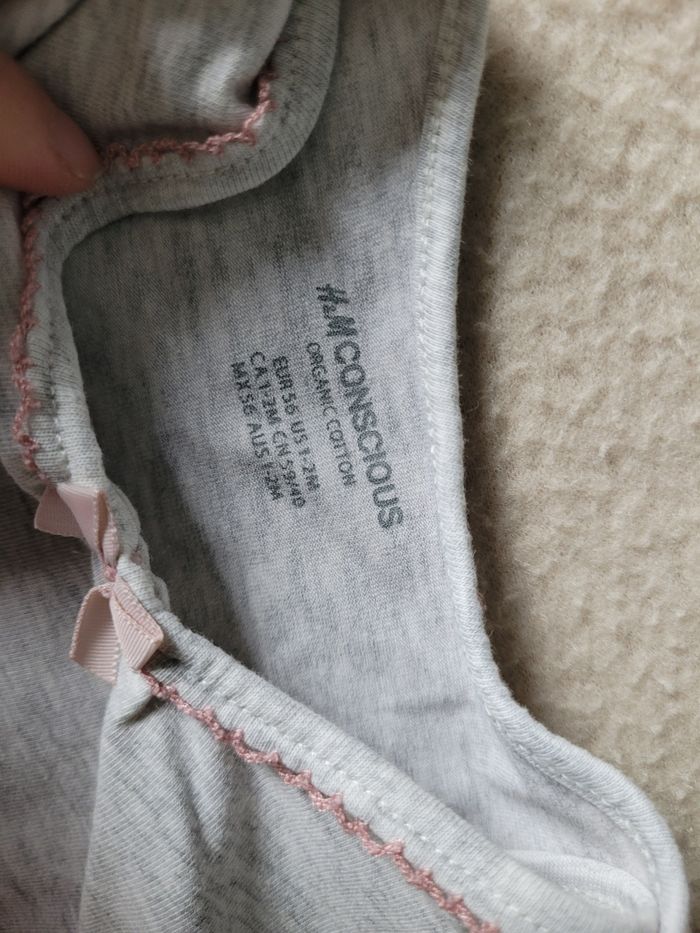 H&M CONSCIOUS
ORGANIC COTTON
EUR 56 US 1-2M
CA 1-2M CN 59/40
MX 56 AUS 1-2M